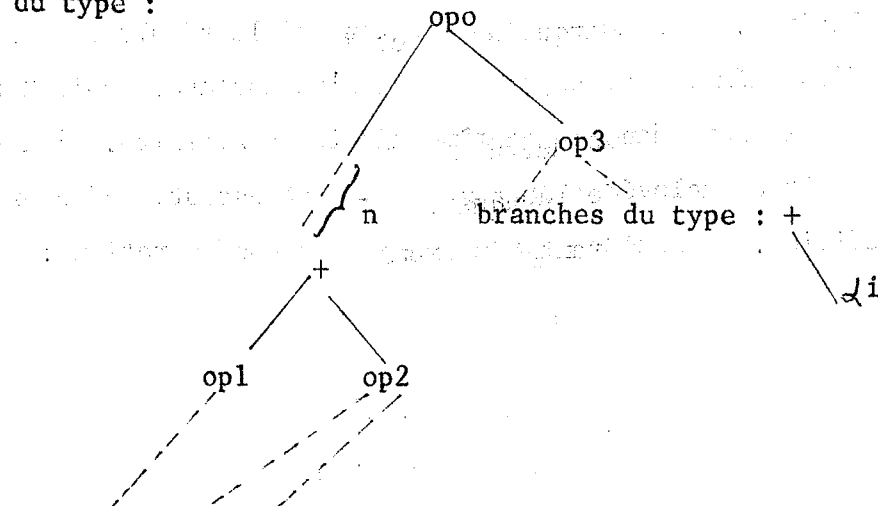 du type :
opo
op3
n
branches du type : +
+
αi
op1 op2